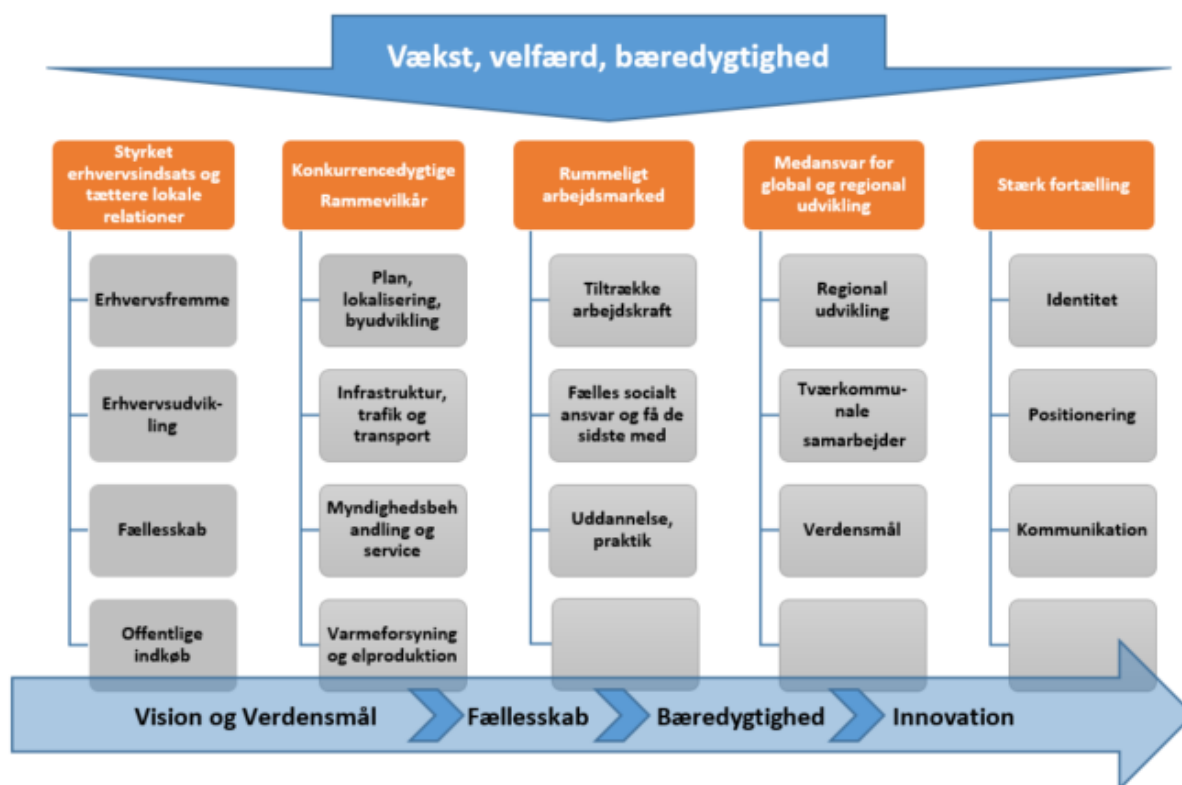 Vækst, velfærd, bæredygtighed
Styrket
erhvervsindsats og
tættere lokale
relationer
Erhvervsfremme
Erhvervsudvik-
ling
Fællesskab
Offentlige
indkøb
Konkurrencedygtige
Rammevilkår
Plan,
lokalisering,
byudvikling
Infrastruktur,
trafik og
transport
Myndighedsbeh
andling og
service
Varmeforsyning
og elproduktion
Rummeligt
arbejdsmarked
Tiltrække
arbejdskraft
Fælles socialt
ansvar og få de
sidste med
Uddannelse,
praktik
Medansvar for
global og regional
udvikling
Regional
udvikling
Tværkommu-
nale
samarbejder
Verdensmål
Stærk fortælling
Identitet
Positionering
Kommunikation
Vision og Verdensmål
Fællesskab
Bæredygtighed
Innovation